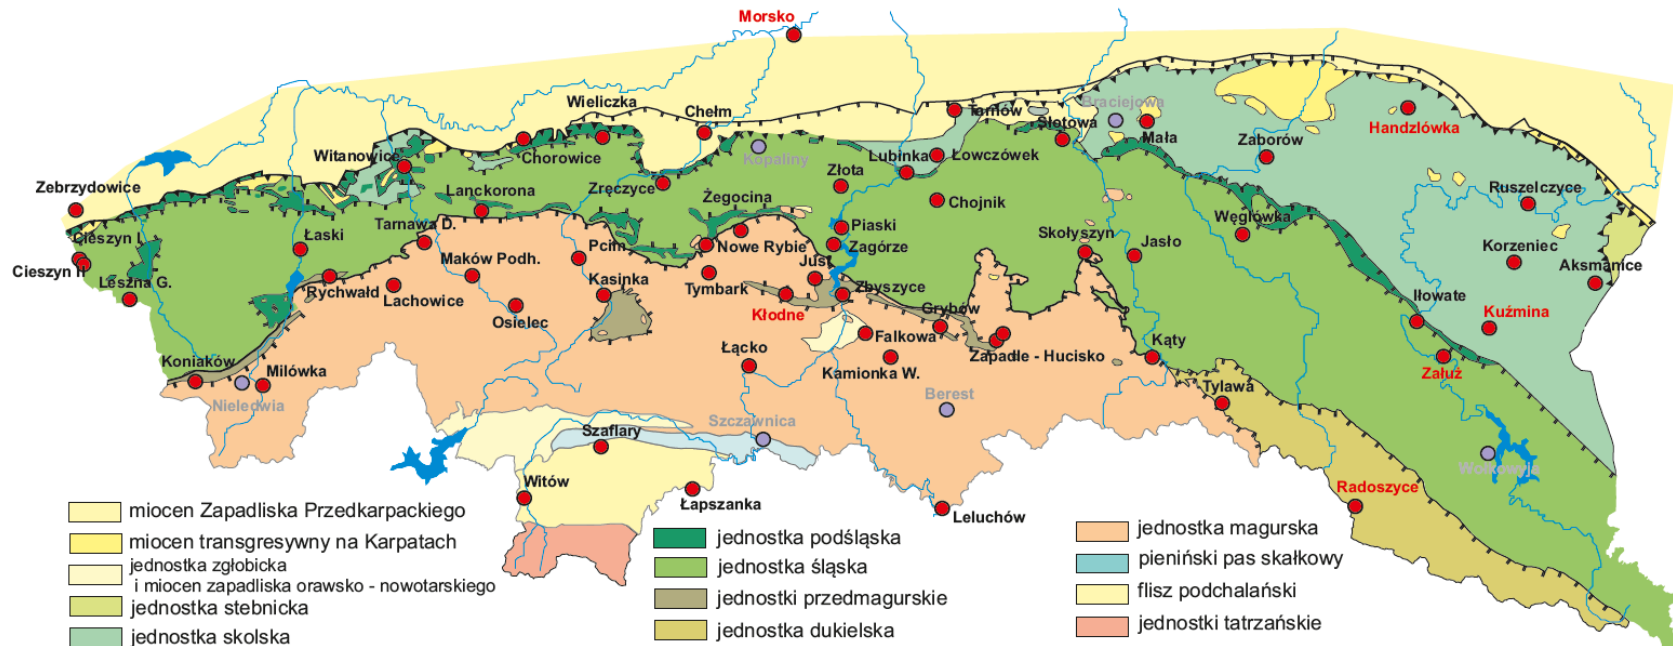 Morsko
Wieliczka
Chełm
Tarnów
Słotowa
Braciejowa
Mała
Handzlówka
Zaborów
Witanowice
Chorowice
Kopaliny
Lubinka
Łowczówek
Zebrzydowice
Lanckorona
Zręczyce
Żegocina
Złota
Chojnik
Ruszelczyce
Węglówka
Cieszyn I
Łaski
Tarnawa D.
Pcim
Nowe Rybie
Piaski
Zagórze
Skołyszyn
Jasło
Korzeniec
Aksmanice
Cieszyn II
Leszna G.
Rychwałd
Maków Podh.
Lachowice
Kasinka
Tymbark
Just
Zbyszyce
Iłowate
Kuźmina
Osielec
Kłodne
Grybów
Falkowa
Zapadle - Hucisko
Kąty
Załuż
Koniaków
Milówka
Łącko
Kamionka W.
Nieledwia
Berest
Tylawa
Szczawnica
Szaflary
Wołkowyja
Witów
Łapszanka
Leluchów
Radoszyce
miocen Zapadliska Przedkarpackiego
miocen transgresywny na Karpatach
jednostka zgłobicka
i miocen zapadliska orawsko - nowotarskiego
jednostka stebnicka
jednostka skolska
jednostka podśląska
jednostka śląska
jednostki przedmagurskie
jednostka dukielska
jednostka magurska
pieniński pas skałkowy
flisz podchalański
jednostki tatrzańskie